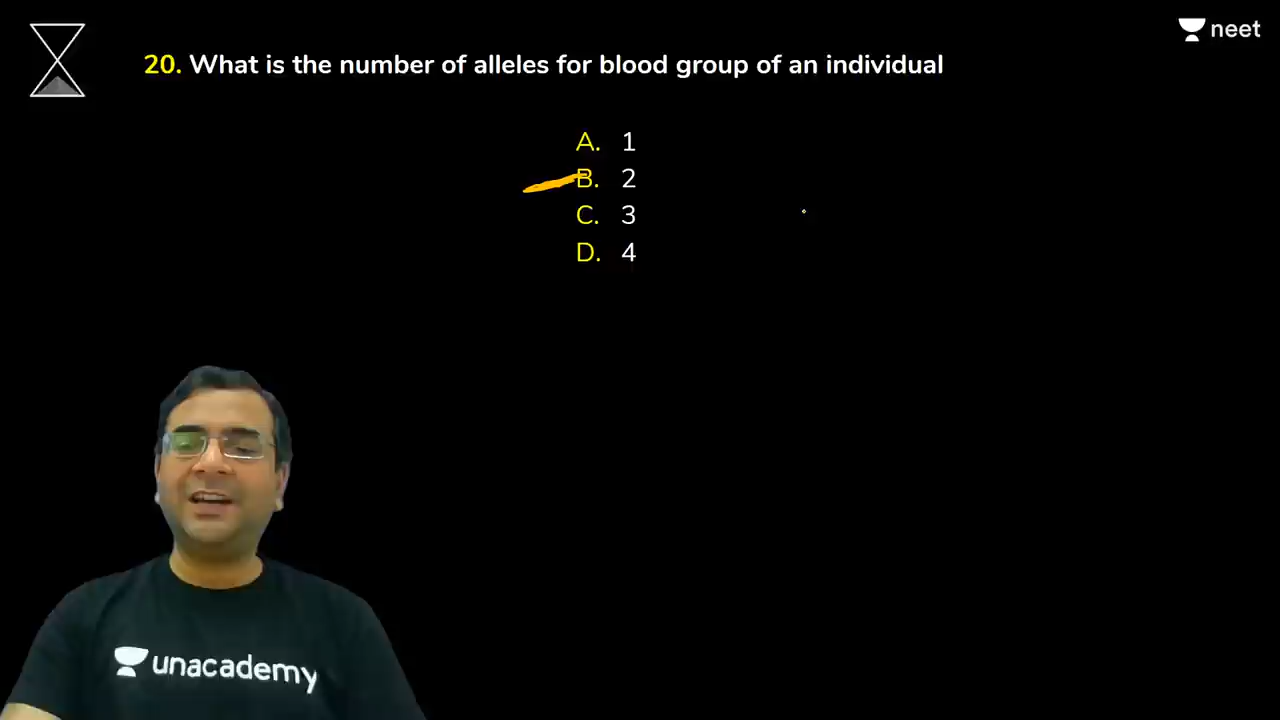 neet
20. What is the number of alleles for blood group of an individual
A. 1
B. 2
C. 3
D. 4
unacademy